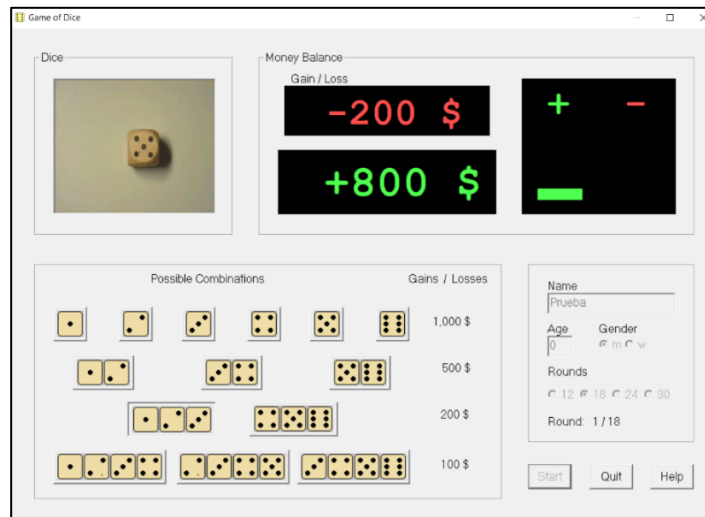 Game of Dice
Dice
Money Balance
Gain / Loss
-200 $
+800 $
+ -
Possible Combinations Gains / Losses
1,000 $
500 $
200 $
100 $
Name
Prueba
Age Gender
0 m w
Rounds
12 18 24 30
Round: 1 / 18
Start Quit Help